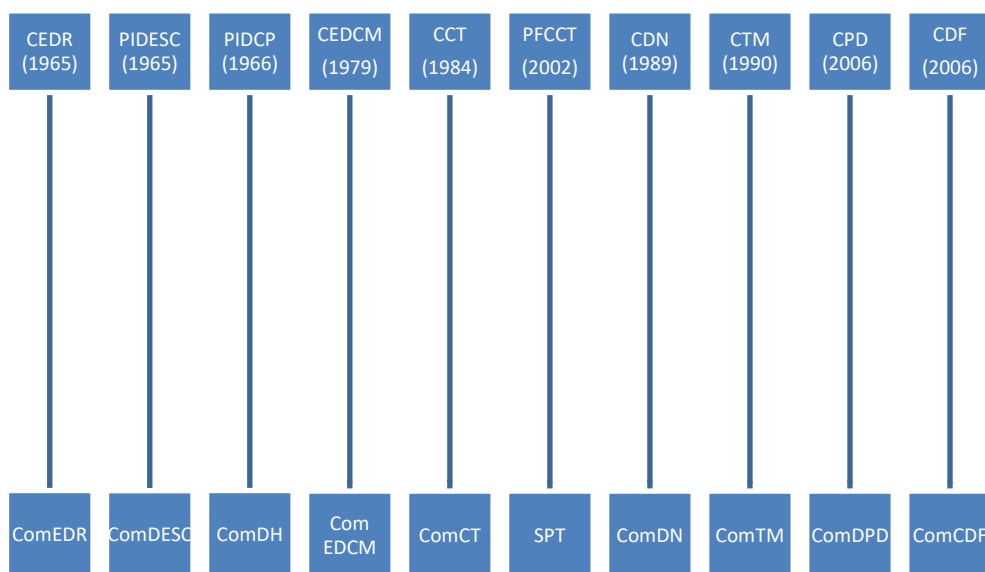 CEDR
(1965)
PIDESC
(1965)
PIDCP
(1966)
CEDCM
(1979)
CCT
(1984)
PFCCT
(2002)
CDN
(1989)
CTM
(1990)
CPD
(2006)
CDF
(2006)
ComEDR
ComDESC
ComDH
Com
EDCM
ComCT
SPT
ComDN
ComTM
ComDPD
ComCDF